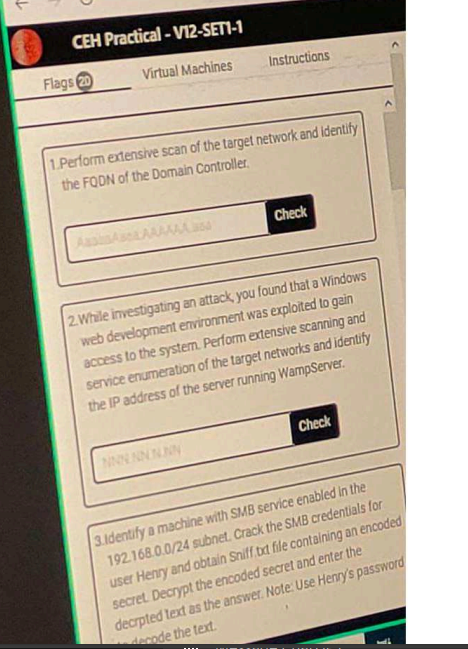 CEH Practical - V12-SET1-1
Flags 20
Virtual Machines
Instructions
1.Perform extensive scan of the target network and identify
the FQDN of the Domain Controller.
Check
2.While investigating an attack, you found that a Windows
web development environment was exploited to gain
access to the system. Perform extensive scanning and
service enumeration of the target networks and identify
the IP address of the server running WampServer.
NNN.NN.N.NN
Check
3.Identify a machine with SMB service enabled in the
192.168.0.0/24 subnet. Crack the SMB credentials for
user Henry and obtain Sniff.txt file containing an encoded
secret. Decrypt the encoded secret and enter the
decrpted text as the answer. Note: Use Henry's password
to decode the text.